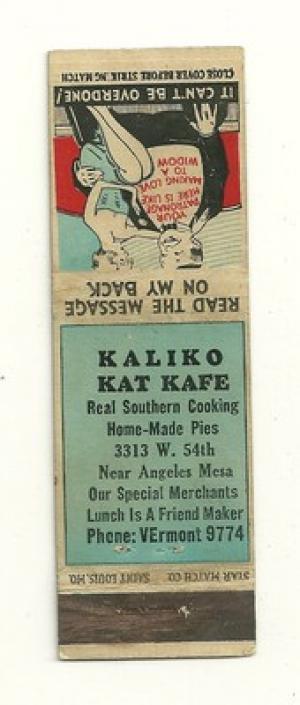 CLOSE COVER BEFORE STRIKING MATCH
IT CAN'T BE OVERDONE!
YOUR
PATRONAGE
HERE IS LIKE
MAKING LOVE
TO A
WIDOW
READ THE MESSAGE
ON MY BACK
KALIKO
KAT KAFE
Real Southern Cooking
Home-Made Pies
3313 W. 54th
Near Angeles Mesa
Our Special Merchants
Lunch Is A Friend Maker
Phone: VErmont 9774
STAR MATCH CO. SAINT LOUIS, MO.